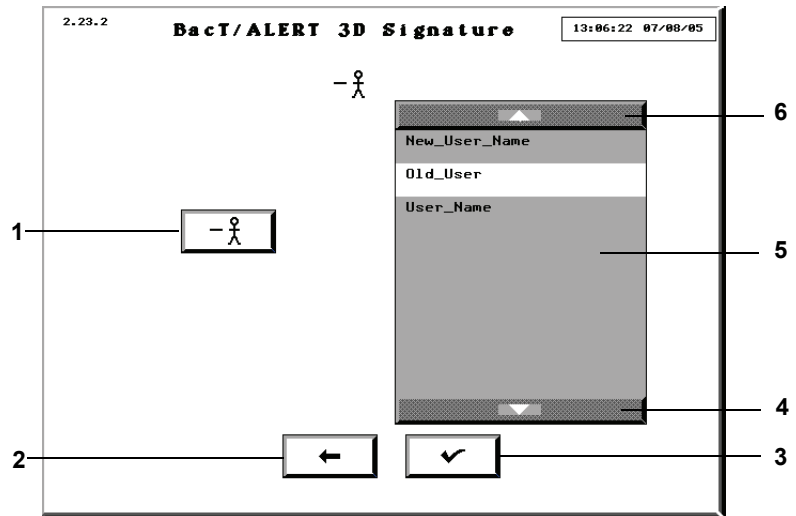 2.23.2
BacT/ALERT 3D Signature
13:06:22 07/08/05
6
New_User_Name
Old_User
User_Name
1
5
4
2
3